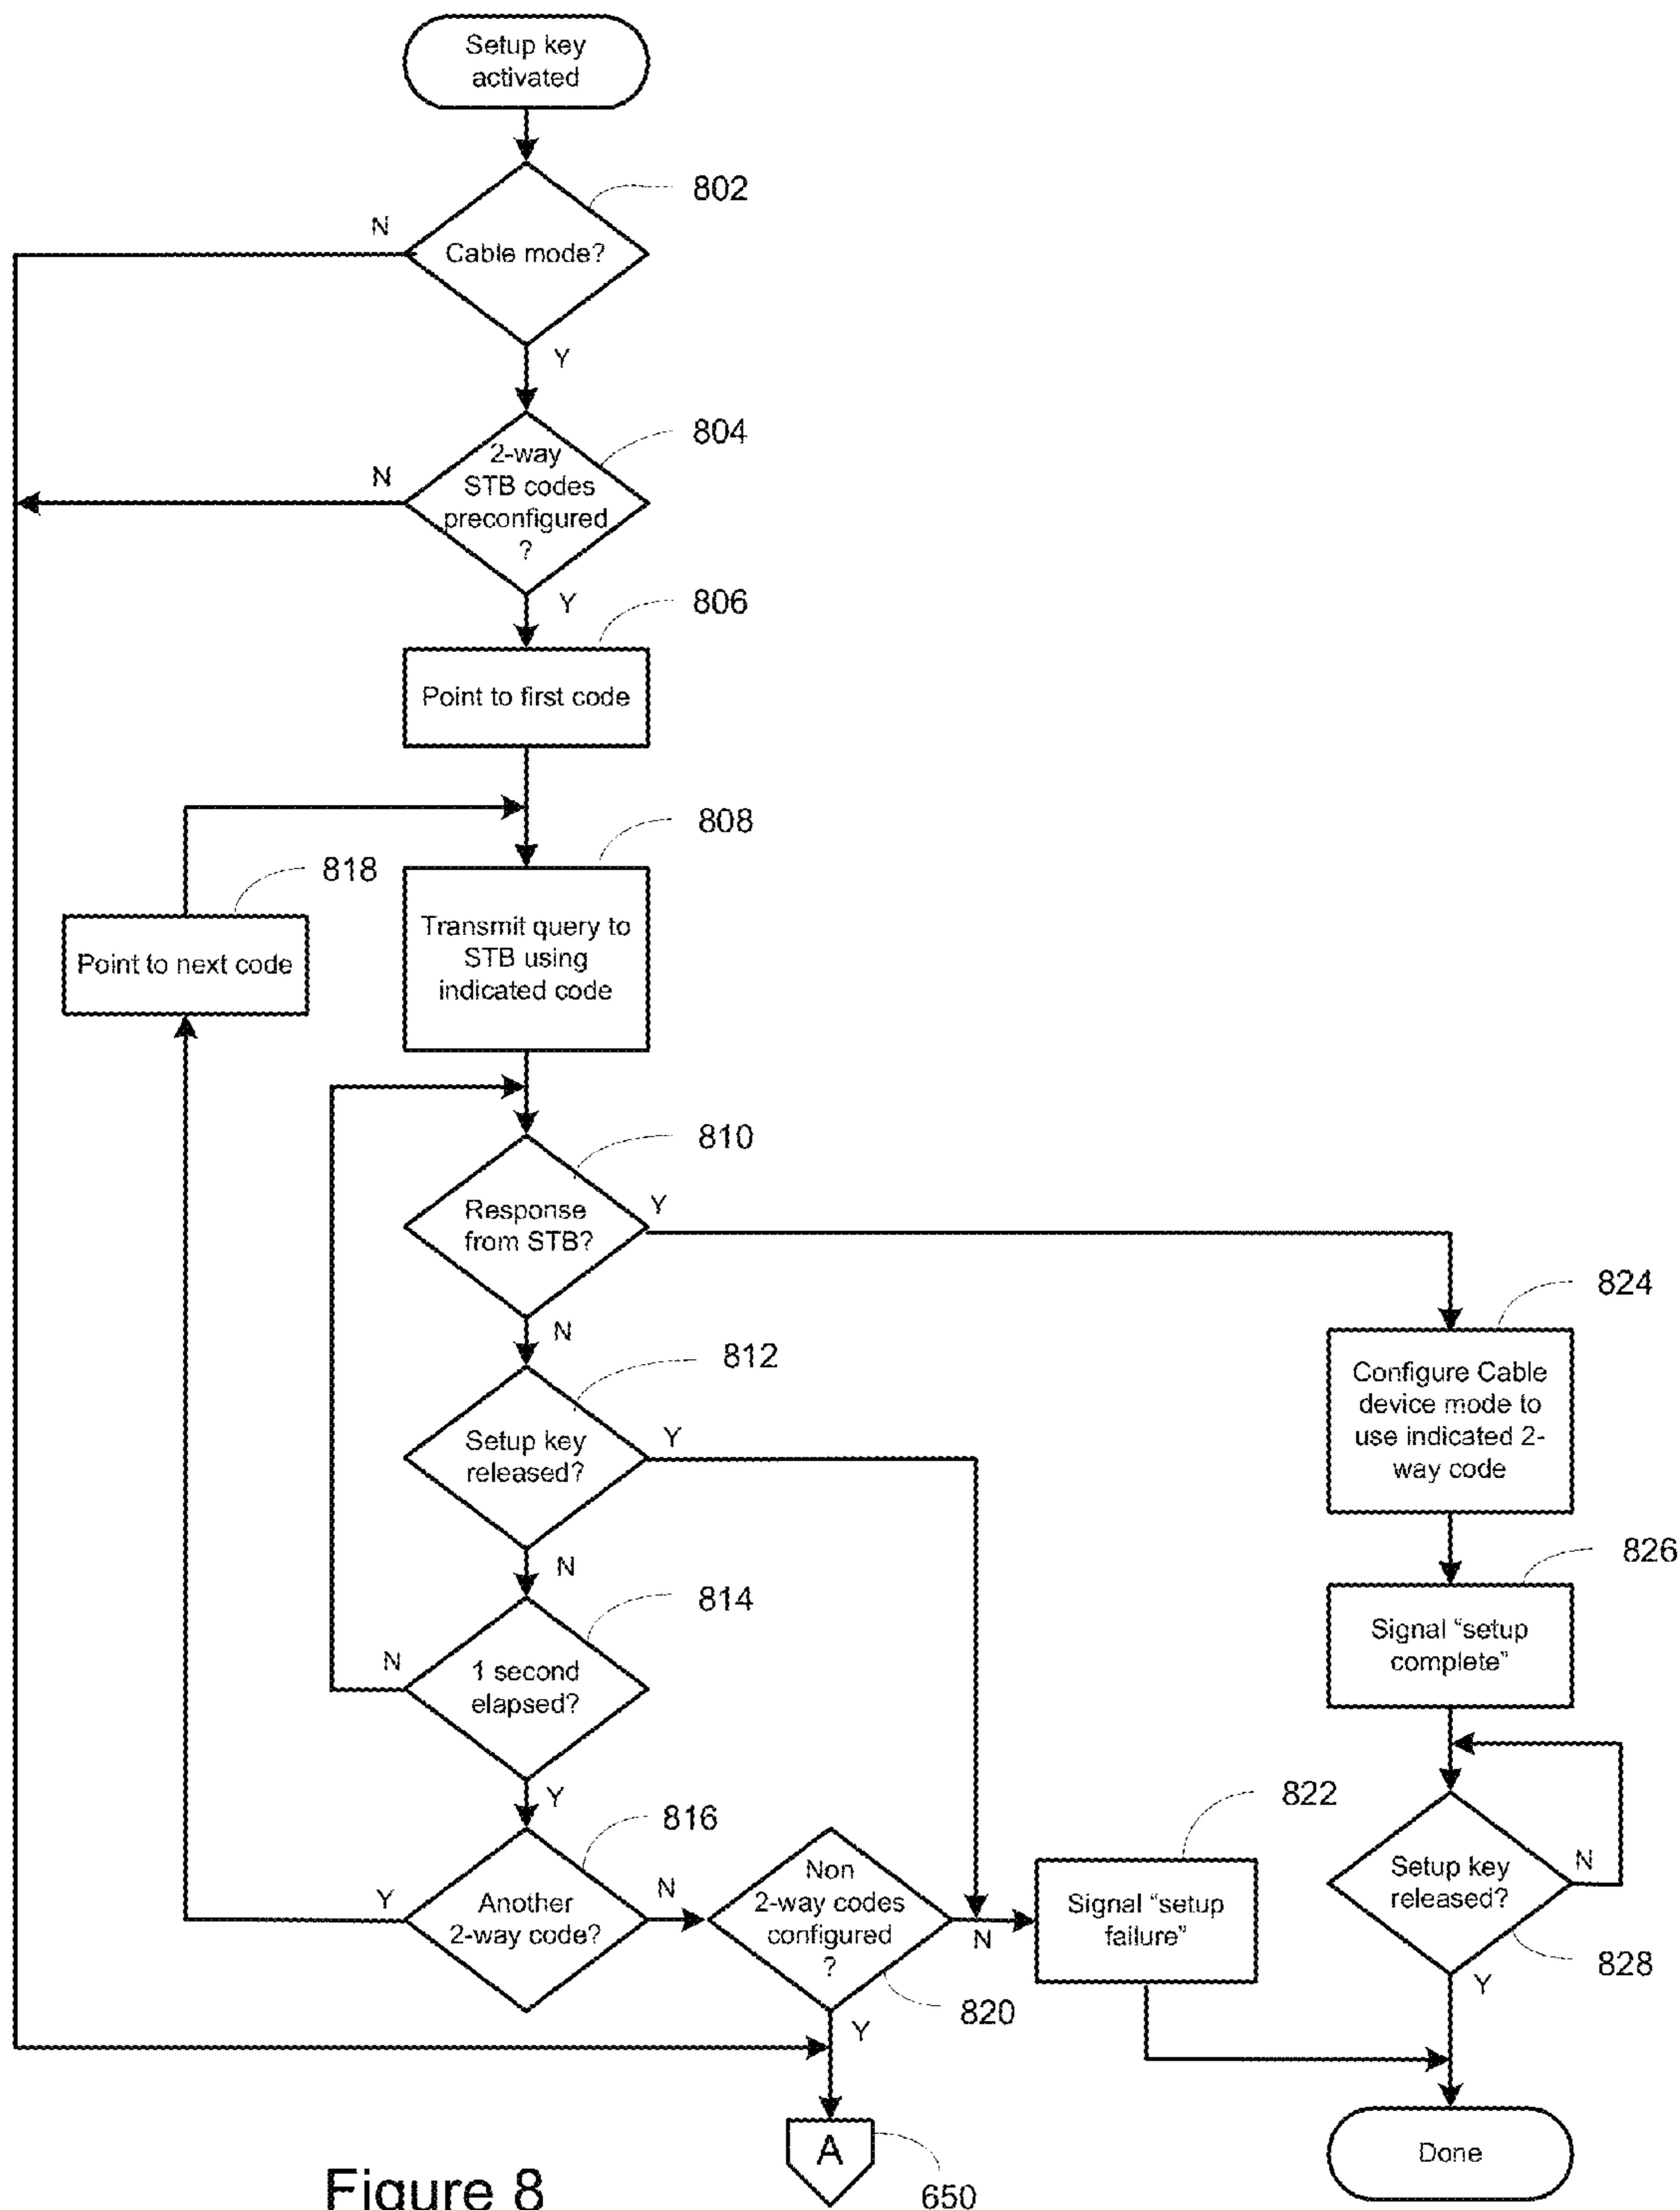 Setup key
activated
802
N
Cable mode?
Y
804
N
2-way
STB codes
preconfigured
?
Y
806
Point to first code
808
818
Transmit query to
STB using
indicated code
Point to next code
810
Response
from STB?
Y
N
824
Configure Cable
device mode to
use indicated 2-
way code
812
Setup key
released?
Y
N
826
Signal “setup
complete”
814
N
1 second
elapsed?
Y
816
822
Y
Another
2-way code?
N
Non
2-way codes
configured
?
N
Signal “setup
failure”
Setup key
released?
N
828
Y
820
Y
A
650
Done
Figure 8